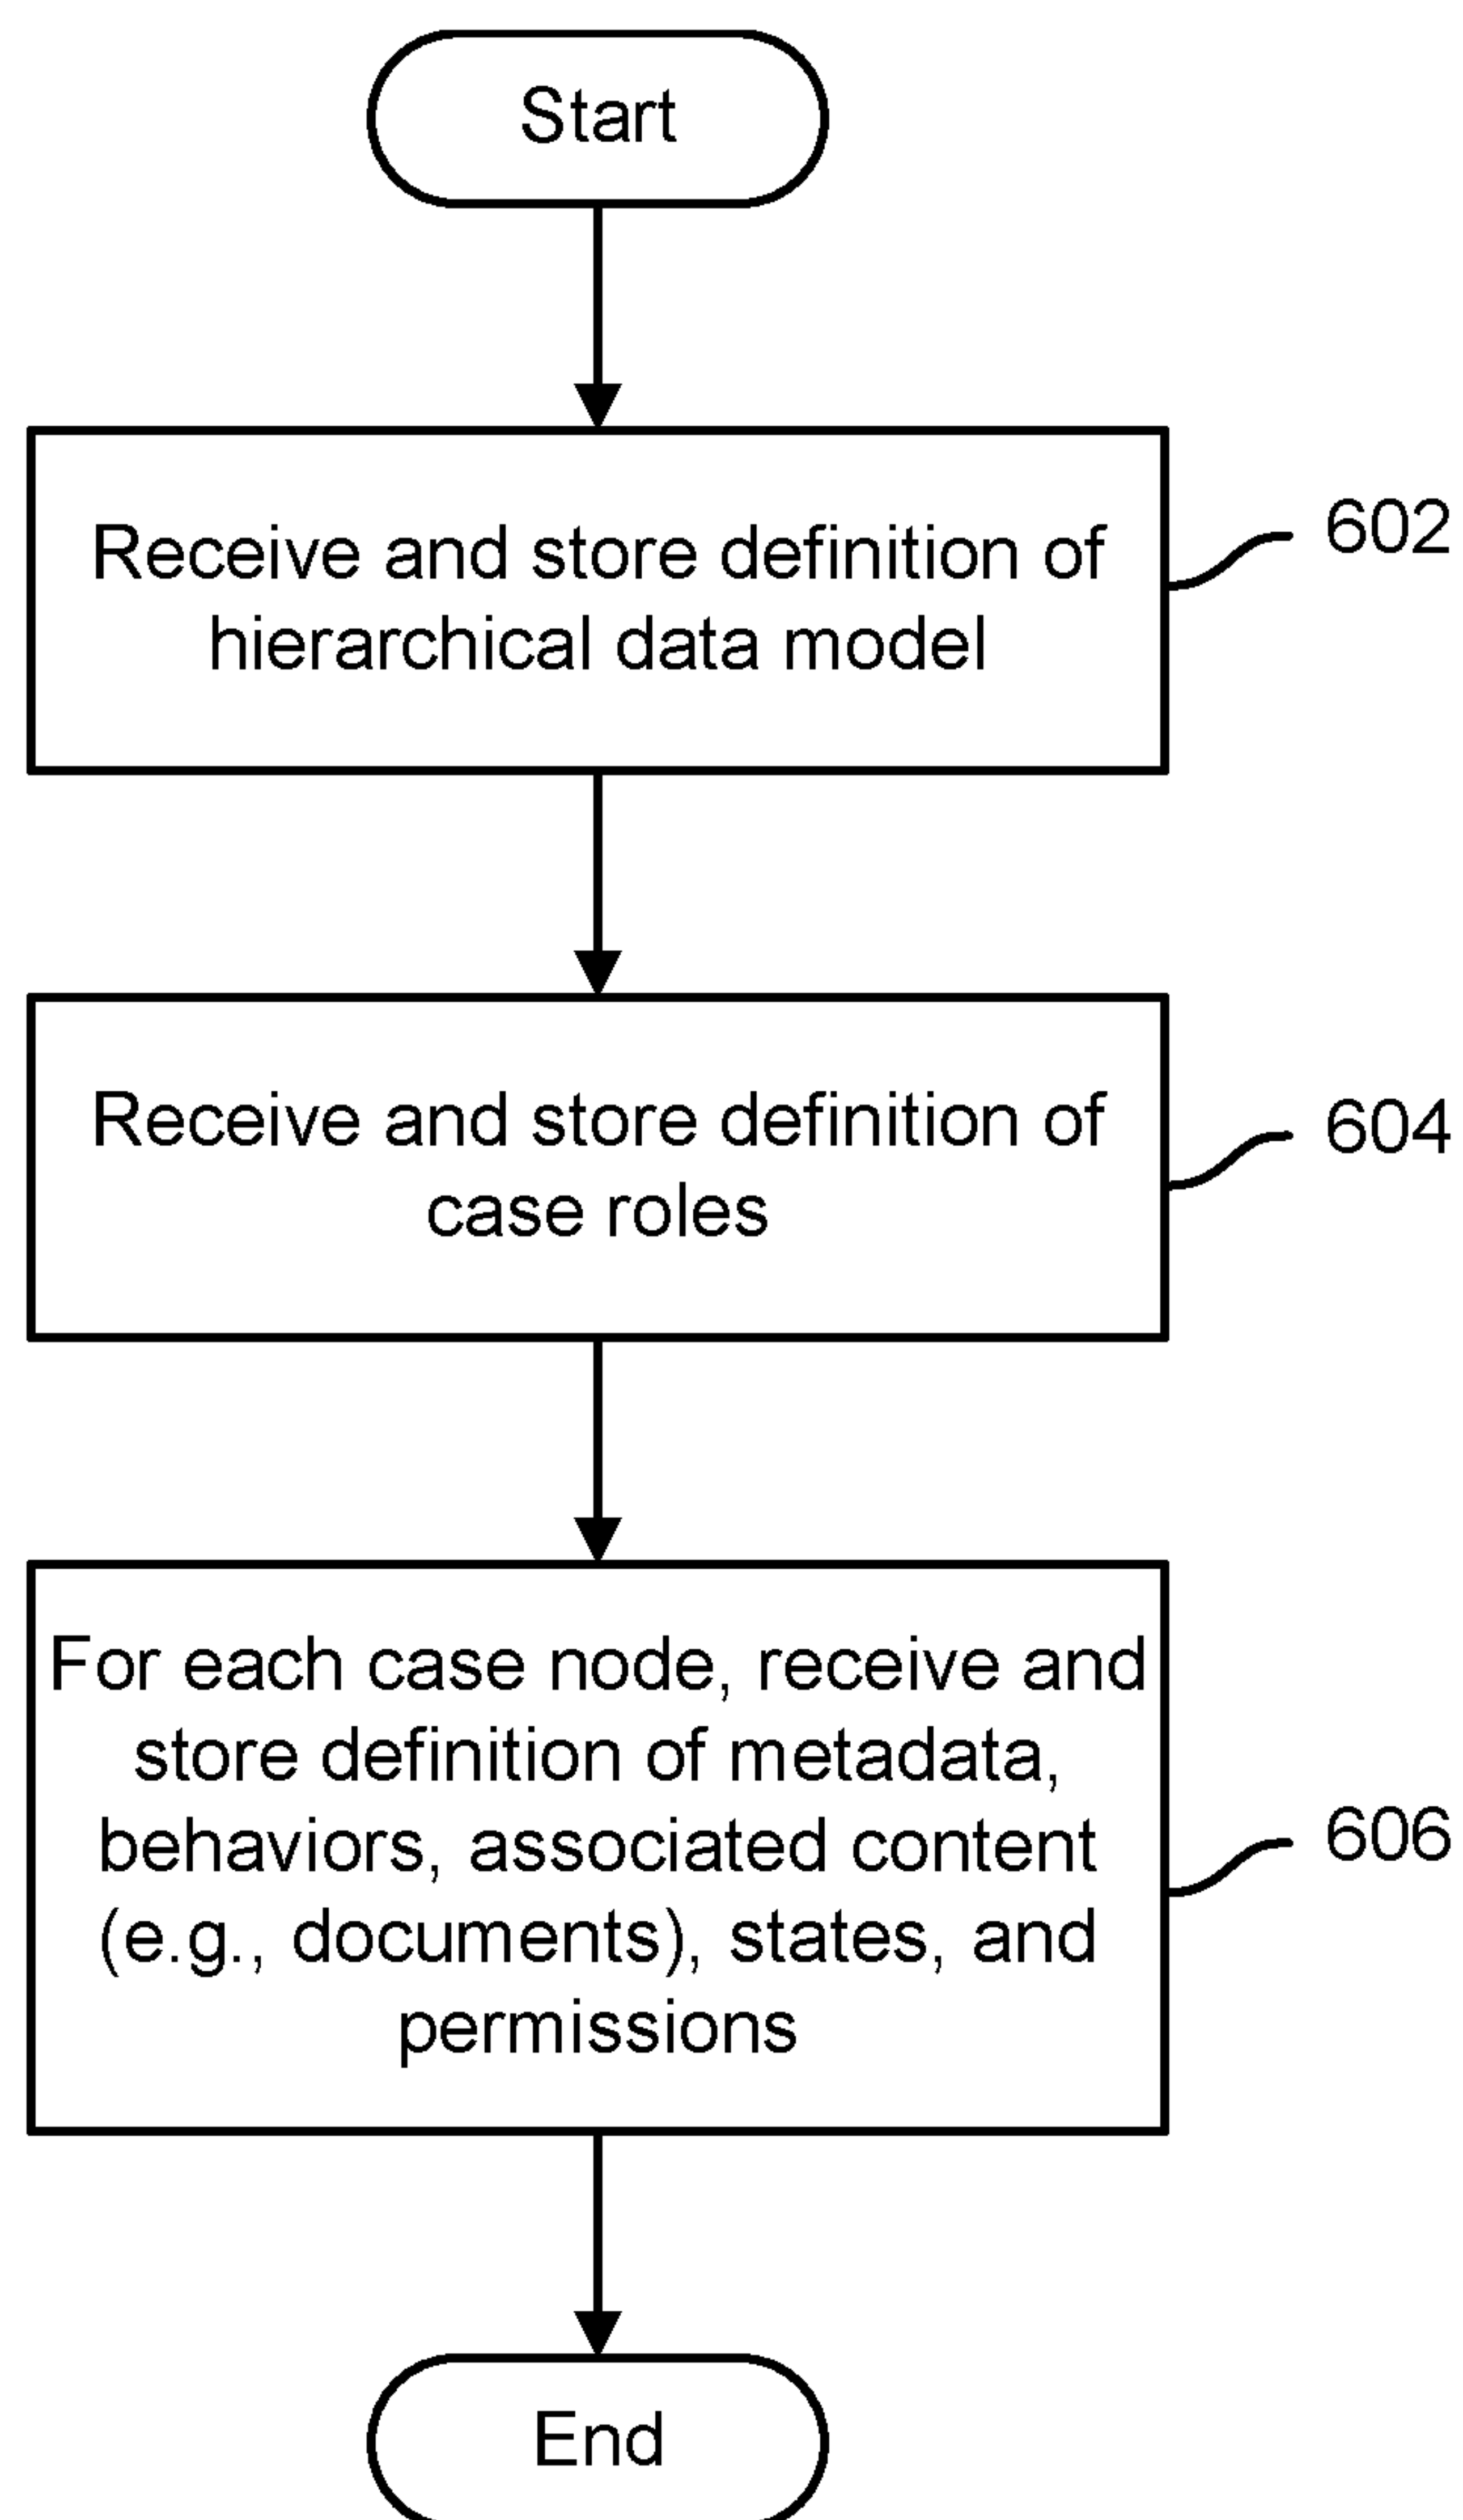 Start
Receive and store definition of
hierarchical data model
602
Receive and store definition of
case roles
604
For each case node, receive and
store definition of metadata,
behaviors, associated content
(e.g., documents), states, and
permissions
606
End